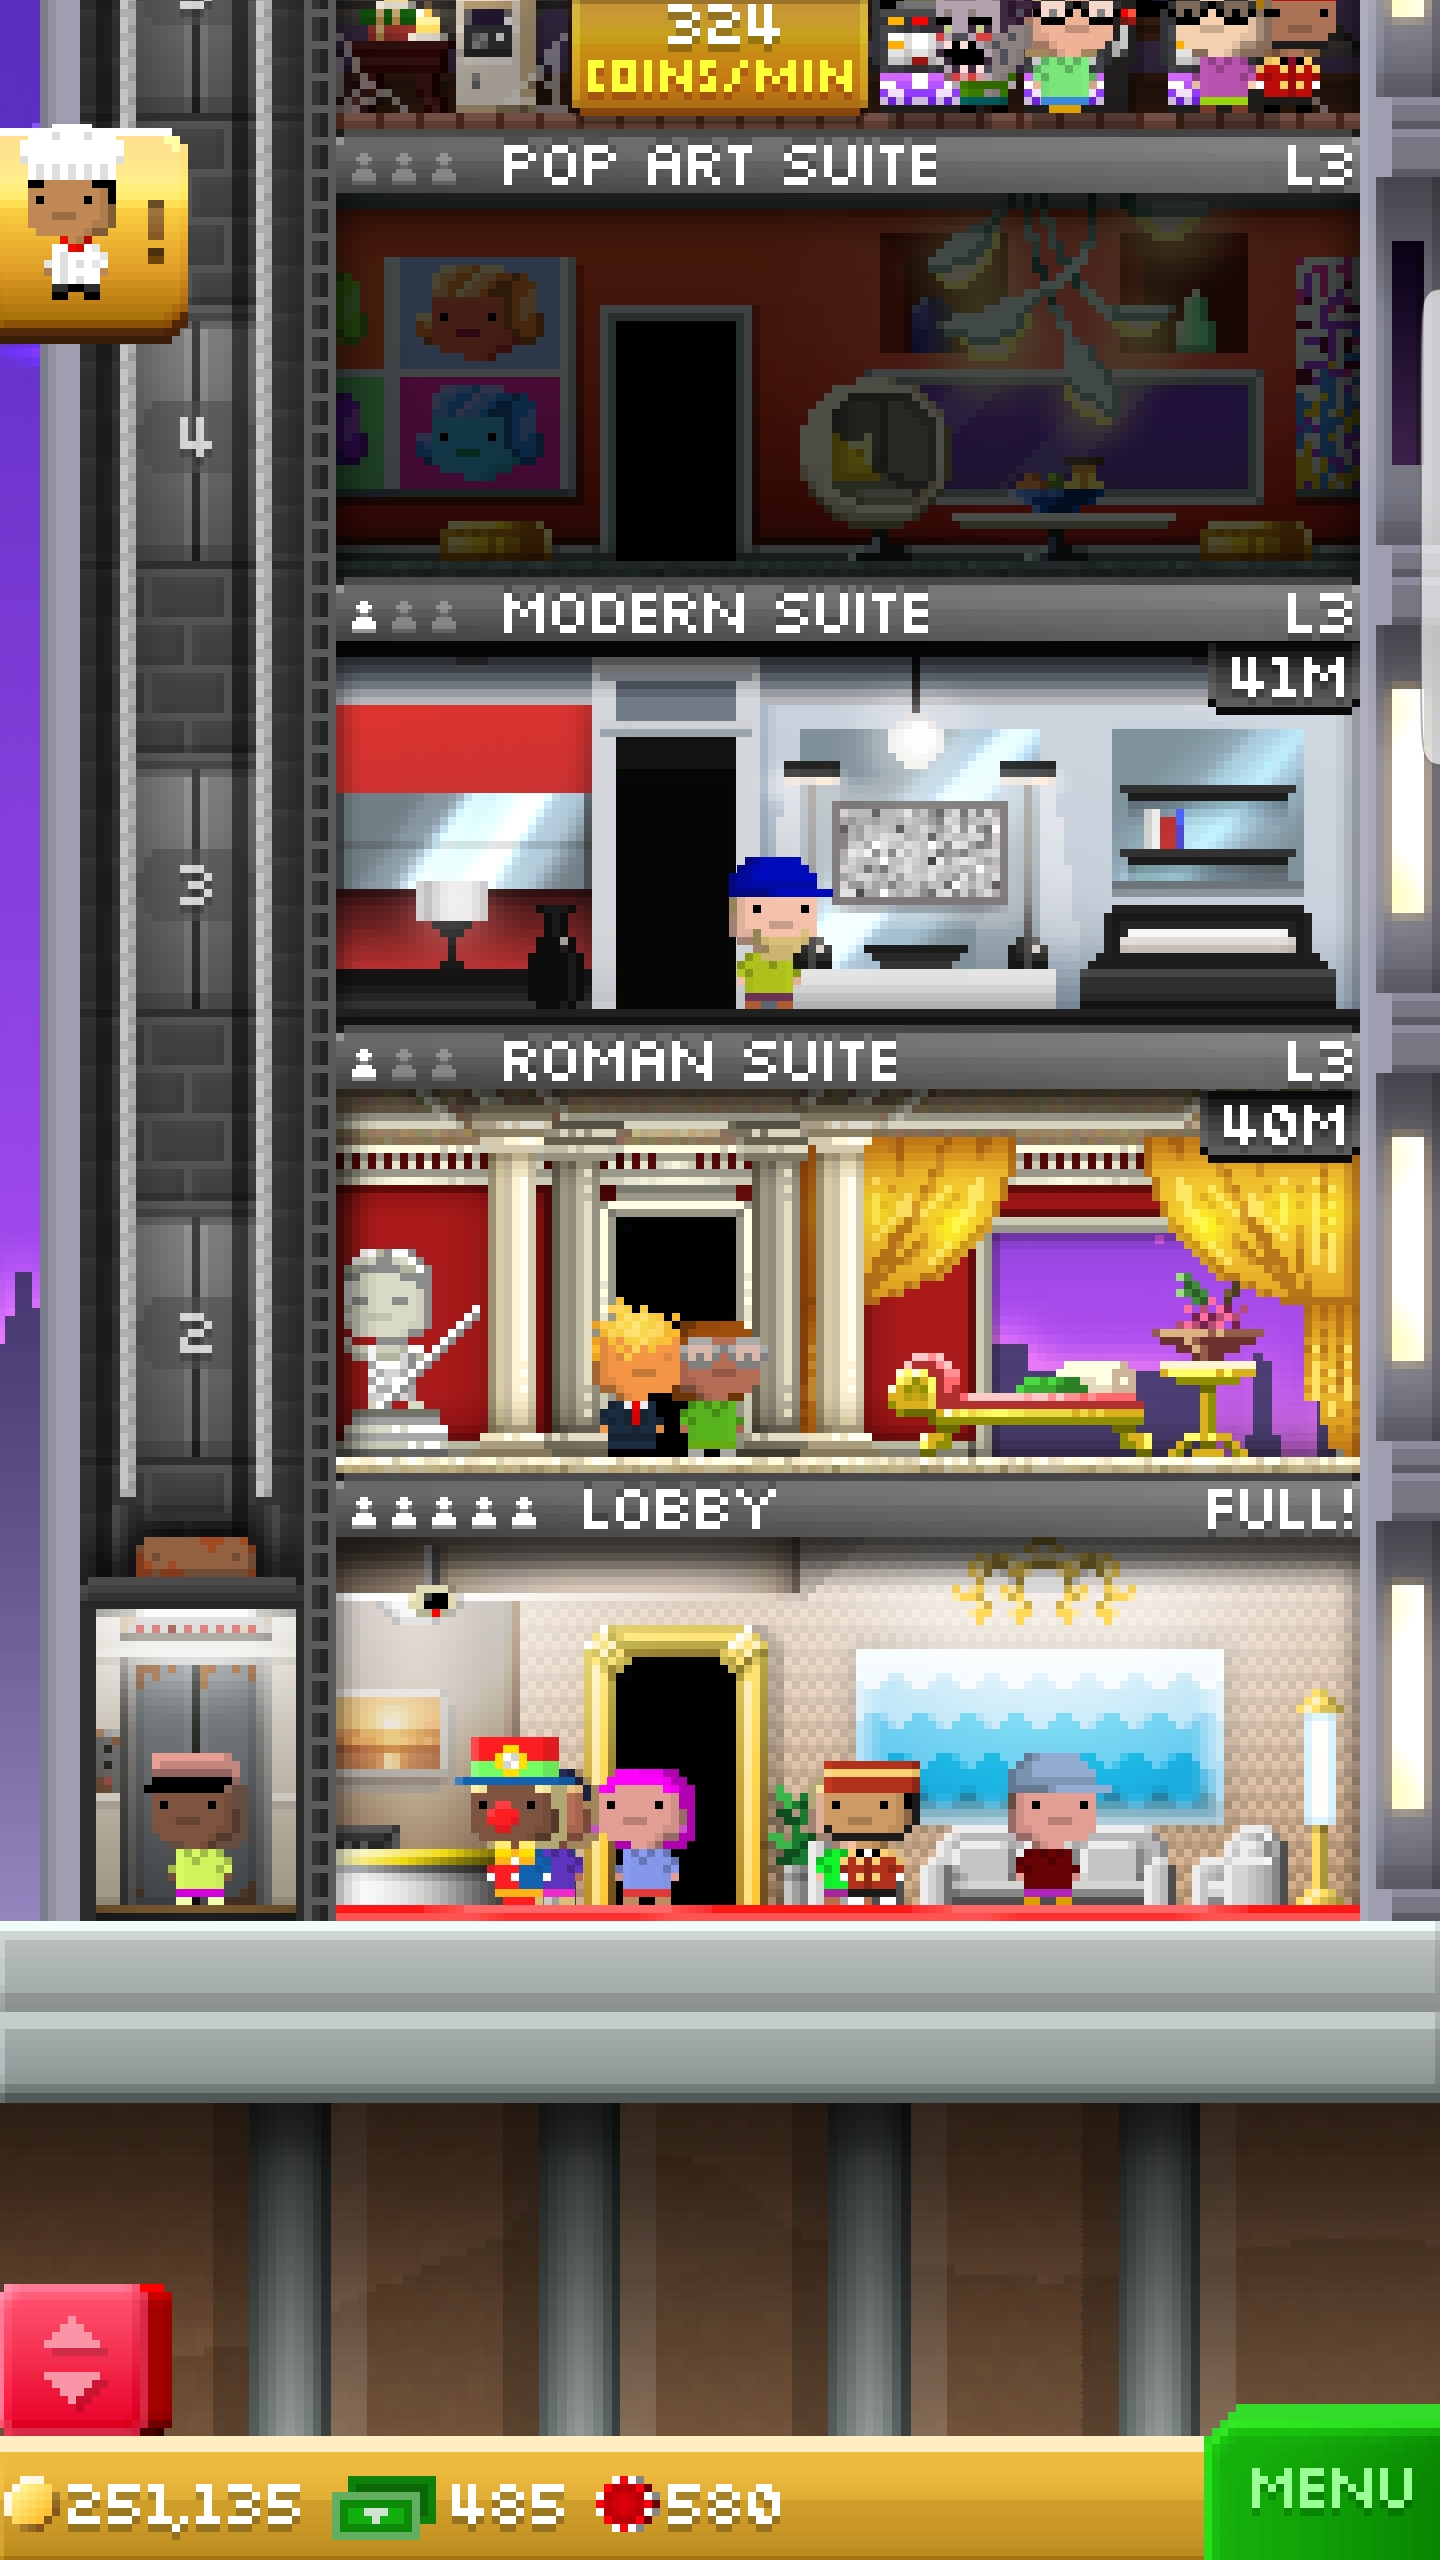 324
COINS/MIN
POP ART SUITE L3
!
4
MODERN SUITE L3
41M
3
ROMAN SUITE L3
40M
2
LOBBY FULL!
251,135 485 580
MENU